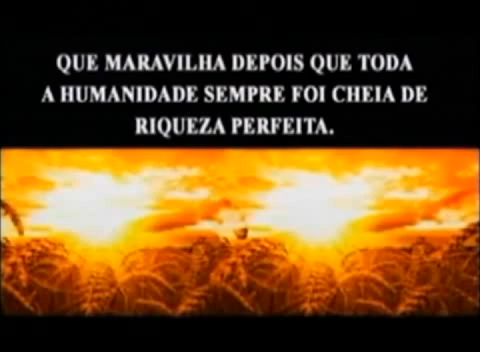 QUE MARAVILHA DEPOIS QUE TODA
A HUMANIDADE SEMPRE FOI CHEIA DE
RIQUEZA PERFEITA.